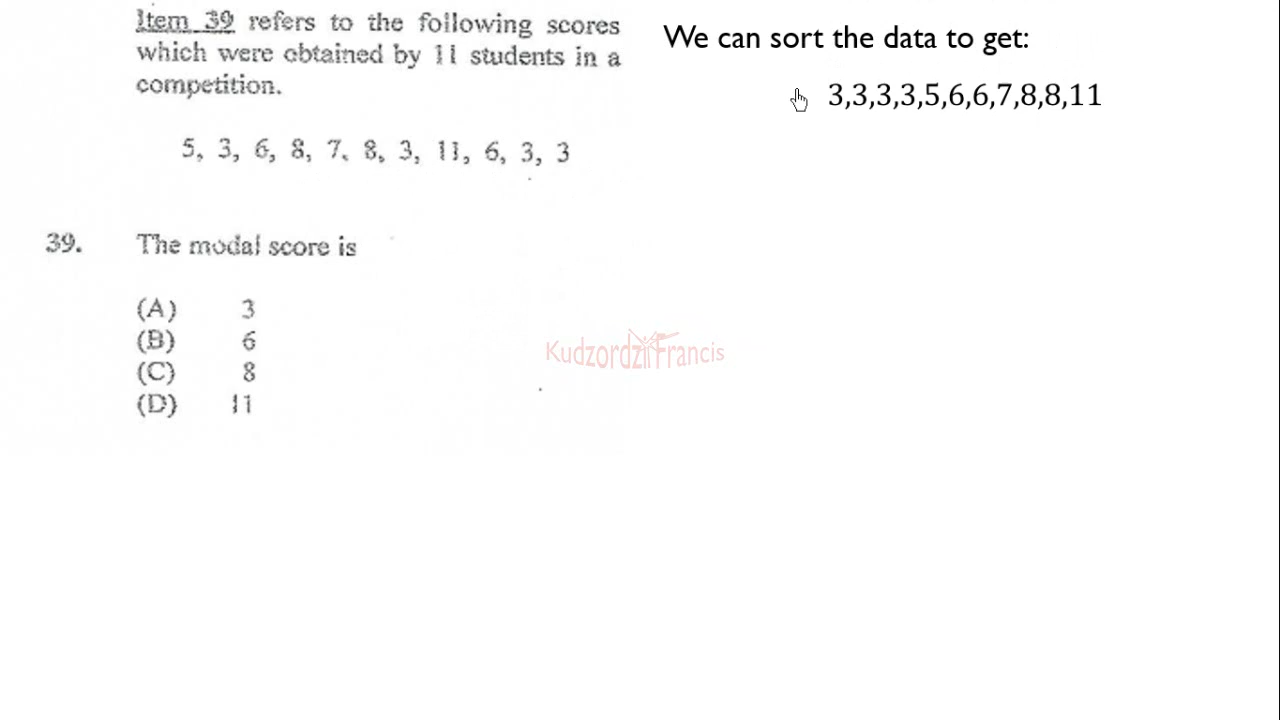 Item 39 refers to the following scores
which were obtained by 11 students in a
competition.
5, 3, 6, 8, 7, 8, 3, 11, 6, 3, 3
39. The modal score is
(A) 3
(B) 6
(C) 8
(D) 11
We can sort the data to get:
3,3,3,3,5,6,6,7,8,8,11
Kudzordzi Francis